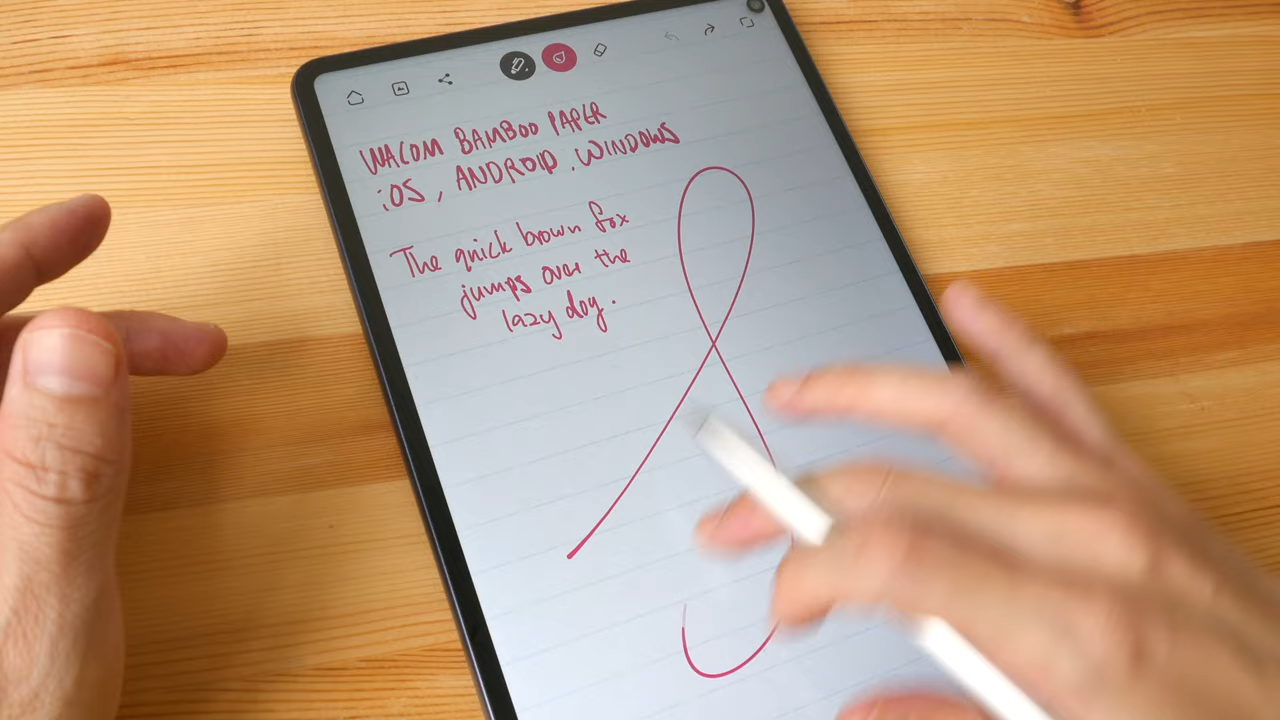 WACOM BAMBOO PAPER
iOS, ANDROID, WINDOWS
The quick brown fox
jumps over the
lazy dog.